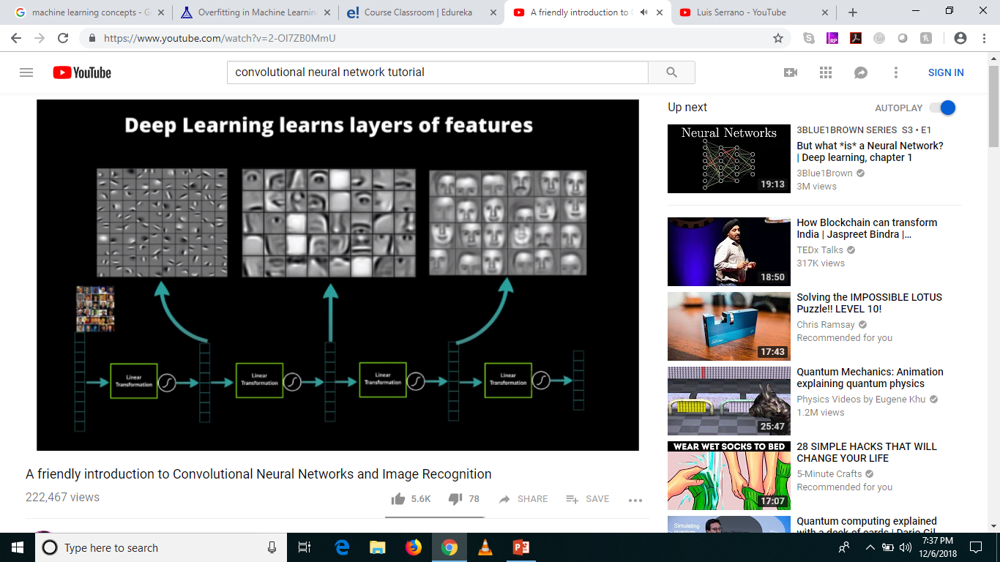 machine learning concepts - G
Overfitting in Machine Learnin
Course Classroom | Edureka
A friendly introduction to C
Luis Serrano - YouTube
https://www.youtube.com/watch?v=2-Ol7ZB0MmU
YouTube
convolutional neural network tutorial
SIGN IN
Deep Learning learns layers of features
Linear
Transformation
Linear
Transformation
Linear
Transformation
Linear
Transformation
A friendly introduction to Convolutional Neural Networks and Image Recognition
222,467 views
5.6K
78
SHARE
SAVE
Up next
AUTOPLAY
Neural Networks
19:13
3BLUE1BROWN SERIES S3 • E1
But what *is* a Neural Network?
| Deep learning, chapter 1
3Blue1Brown
3M views
18:50
How Blockchain can transform
India | Jaspreet Bindra |...
TEDx Talks
317K views
17:43
Solving the IMPOSSIBLE LOTUS
Puzzle!! LEVEL 10!
Chris Ramsay
Recommended for you
25:47
Quantum Mechanics: Animation
explaining quantum physics
Physics Videos by Eugene Khu
1.2M views
WEAR WET SOCKS TO BED
17:07
28 SIMPLE HACKS THAT WILL
CHANGE YOUR LIFE
5-Minute Crafts
Recommended for you
Simulating
Quantum computing explained
with a deck of cards | Dario Gil
Type here to search
7:37 PM
12/6/2018